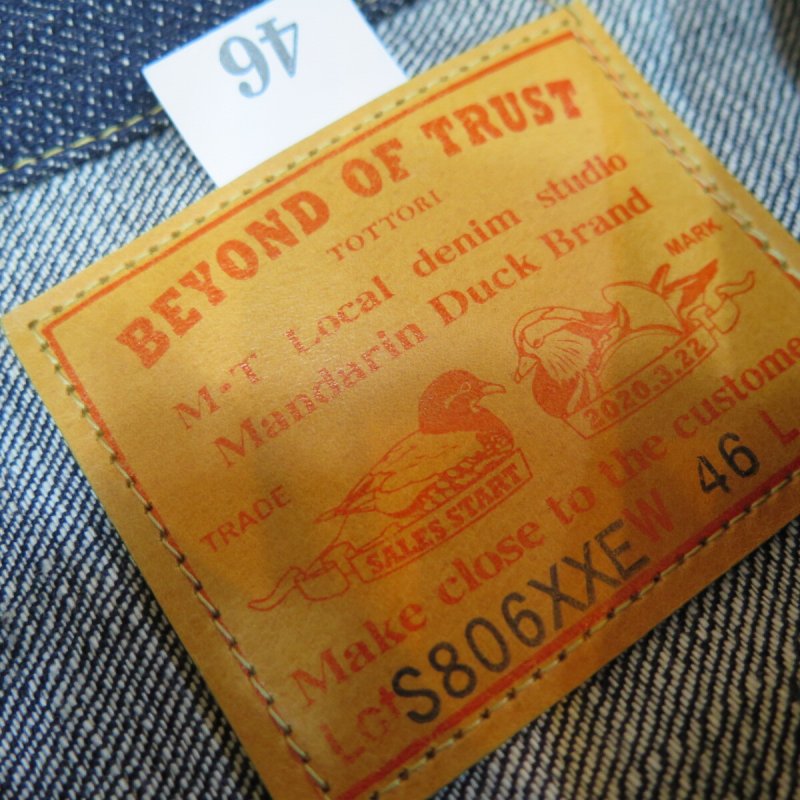 46
BEYOND OF TRUST
TOTTORI
M-T Local denim studio
Mandarin Duck Brand
TRADE MARK
SALES START 2020.3.22
Make close to the custome
Lot S806XXE W 46 L